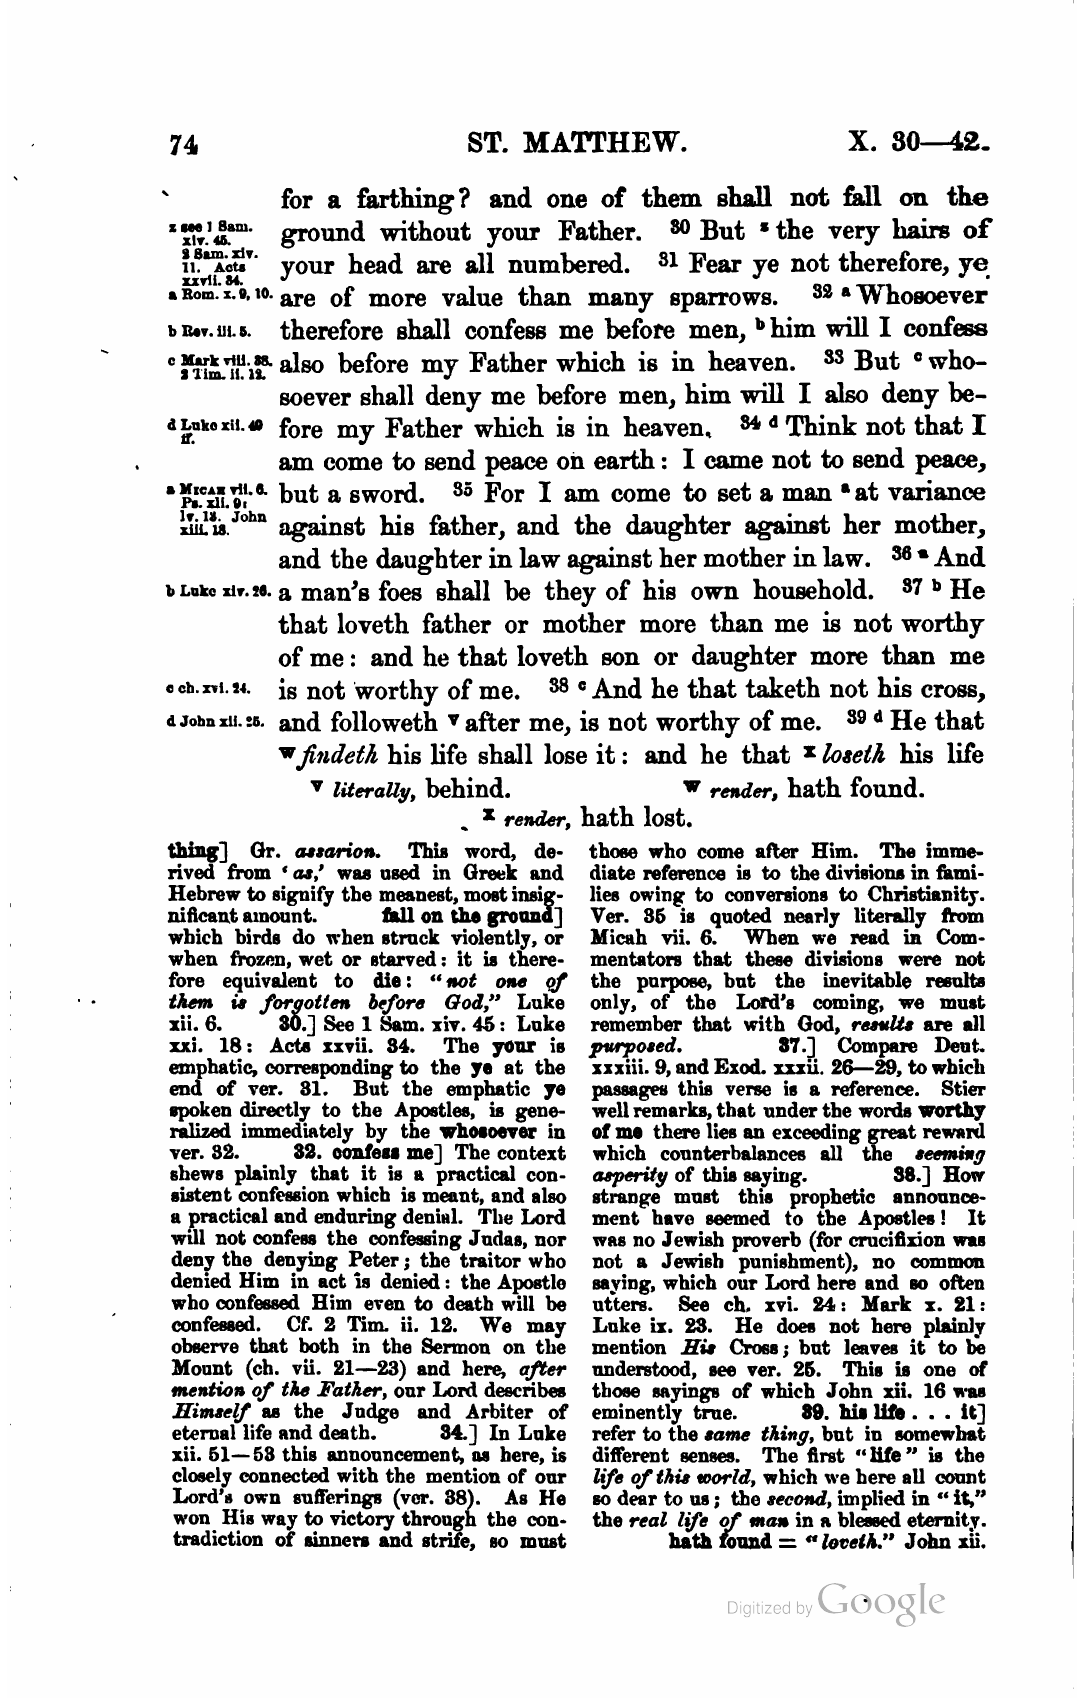 74 ST. MATTHEW. X. 30—42.
for a farthing? and one of them shall not fall on the
ground without your Father. 30 But z the very hairs of
your head are all numbered. 31 Fear ye not therefore, ye
are of more value than many sparrows. 32 a Whosoever
therefore shall confess me before men, b him will I confess
also before my Father which is in heaven. 33 But c who-
soever shall deny me before men, him will I also deny be-
fore my Father which is in heaven. 34 d Think not that I
am come to send peace on earth: I came not to send peace,
but a sword. 35 For I am come to set a man a at variance
against his father, and the daughter against her mother,
and the daughter in law against her mother in law. 36 a And
a man's foes shall be they of his own household. 37 b He
that loveth father or mother more than me is not worthy
of me: and he that loveth son or daughter more than me
is not worthy of me. 38 c And he that taketh not his cross,
and followeth v after me, is not worthy of me. 39 d He that
w findeth his life shall lose it: and he that x loseth his life
z see 1 Sam.
xiv. 45.
2 Sam. xiv.
11. Acts
xxvii. 34.
a Rom. x. 9, 10.
b Rev. iii. 5.
c Mark viii. 38.
2 Tim. ii. 12.
d Luke xii. 49
ff.
a MICAH vii. 6.
Ps. xli. 9:
lv. 13. John
xiii. 18.
b Luke xiv. 26.
c ch. xvi. 24.
d John xii. 25.
v literally, behind. w render, hath found.
x render, hath lost.
thing] Gr. assarion. This word, de-
rived from ‘as,’ was used in Greek and
Hebrew to signify the meanest, most insig-
nificant amount. fall on the ground]
which birds do when struck violently, or
when frozen, wet or starved: it is there-
fore equivalent to die: “not one of
them is forgotten before God,” Luke
xii. 6. 30.] See 1 Sam. xiv. 45: Luke
xxi. 18: Acts xxvii. 34. The your is
emphatic, corresponding to the ye at the
end of ver. 31. But the emphatic ye
spoken directly to the Apostles, is gene-
ralized immediately by the whosoever in
ver. 32. 32. confess me] The context
shews plainly that it is a practical con-
sistent confession which is meant, and also
a practical and enduring denial. The Lord
will not confess the confessing Judas, nor
deny the denying Peter; the traitor who
denied Him in act is denied: the Apostle
who confessed Him even to death will be
confessed. Cf. 2 Tim. ii. 12. We may
observe that both in the Sermon on the
Mount (ch. vii. 21—23) and here, after
mention of the Father, our Lord describes
Himself as the Judge and Arbiter of
eternal life and death. 34.] In Luke
xii. 51—53 this announcement, as here, is
closely connected with the mention of our
Lord's own sufferings (ver. 38). As He
won His way to victory through the con-
tradiction of sinners and strife, so must
those who come after Him. The imme-
diate reference is to the divisions in fami-
lies owing to conversions to Christianity.
Ver. 35 is quoted nearly literally from
Micah vii. 6. When we read in Com-
mentators that these divisions were not
the purpose, but the inevitable results
only, of the Lord's coming, we must
remember that with God, results are all
purposed. 37.] Compare Deut.
xxxiii. 9, and Exod. xxxii. 26—29, to which
passages this verse is a reference. Stier
well remarks, that under the words worthy
of me there lies an exceeding great reward
which counterbalances all the seeming
asperity of this saying. 38.] How
strange must this prophetic announce-
ment have seemed to the Apostles! It
was no Jewish proverb (for crucifixion was
not a Jewish punishment), no common
saying, which our Lord here and so often
utters. See ch. xvi. 24: Mark x. 21:
Luke ix. 23. He does not here plainly
mention His Cross; but leaves it to be
understood, see ver. 25. This is one of
those sayings of which John xii. 16 was
eminently true. 39. his life . . . it]
refer to the same thing, but in somewhat
different senses. The first “life” is the
life of this world, which we here all count
so dear to us; the second, implied in “it,”
the real life of man in a blessed eternity.
hath found = “loveth.” John xii.
Digitized by Google